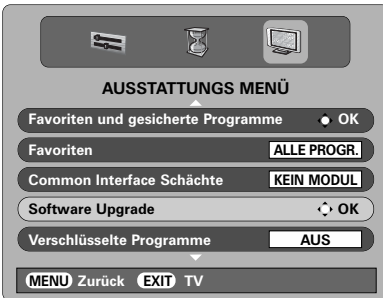 AUSSTATTUNGS MENÜ
Favoriten und gesicherte Programme OK
Favoriten ALLE PROGR.
Common Interface Schächte KEIN MODUL
Software Upgrade OK
Verschlüsselte Programme AUS
MENU Zurück EXIT TV